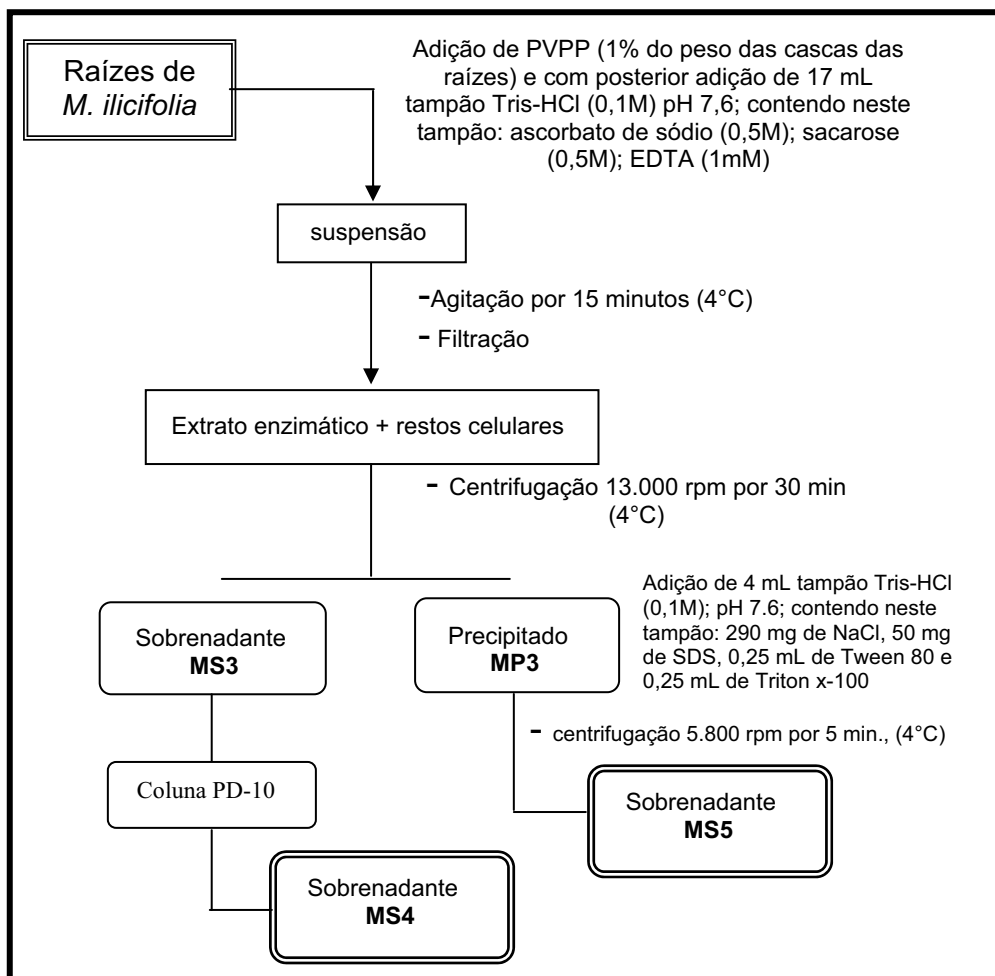 Raízes de
M. ilicifolia
Adição de PVPP (1% do peso das cascas das
raízes) e com posterior adição de 17 mL
tampão Tris-HCl (0,1M) pH 7,6; contendo neste
tampão: ascorbato de sódio (0,5M); sacarose
(0,5M); EDTA (1mM)
suspensão
-Agitação por 15 minutos (4°C)
- Filtração
Extrato enzimático + restos celulares
- Centrifugação 13.000 rpm por 30 min
(4°C)
Sobrenadante
MS3
Precipitado
MP3
Adição de 4 mL tampão Tris-HCl
(0,1M); pH 7.6; contendo neste
tampão: 290 mg de NaCl, 50 mg
de SDS, 0,25 mL de Tween 80 e
0,25 mL de Triton x-100
- centrifugação 5.800 rpm por 5 min., (4°C)
Coluna PD-10
Sobrenadante
MS5
Sobrenadante
MS4